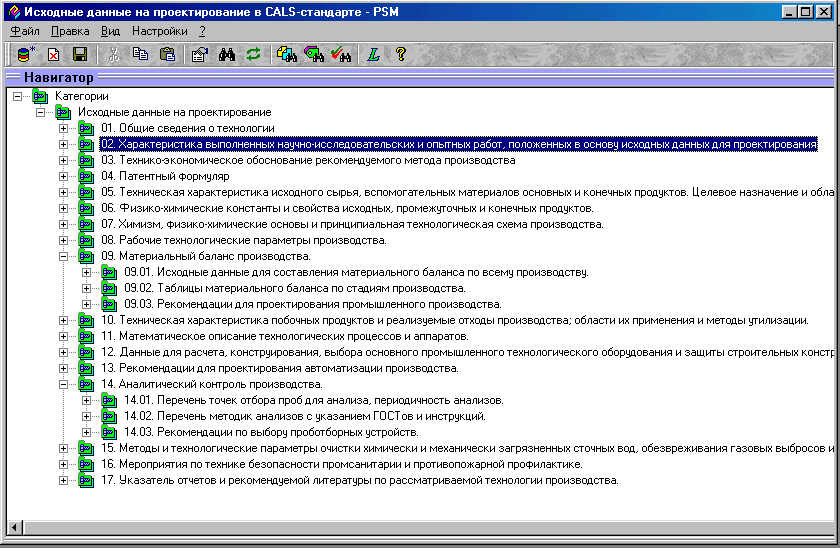 Исходные данные на проектирование в CALS-стандарте - PSM
Файл Правка Вид Настройки ?
Навигатор
Категории
Исходные данные на проектирование
01. Общие сведения о технологии
02. Характеристика выполненных научно-исследовательских и опытных работ, положенных в основу исходных данных для проектирования
03. Технико-экономическое обоснование рекомендуемого метода производства
04. Патентный формуляр
05. Техническая характеристика исходного сырья, вспомогательных материалов основных и конечных продуктов. Целевое назначение и обла
06. Физико-химические константы и свойства исходных, промежуточных и конечных продуктов.
07. Химизм, физико-химические основы и принципиальная технологическая схема производства.
08. Рабочие технологические параметры производства.
09. Материальный баланс производства.
09.01. Исходные данные для составления материального баланса по всему производству.
09.02. Таблицы материального баланса по стадиям производства.
09.03. Рекомендации для проектирования промышленного производства.
10. Техническая характеристика побочных продуктов и реализуемые отходы производства; области их применения и методы утилизации.
11. Математическое описание технологических процессов и аппаратов.
12. Данные для расчета, конструирования, выбора основного промышленного технологического оборудования и защиты строительных констр
13. Рекомендации для проектирования автоматизации производства.
14. Аналитический контроль производства.
14.01. Перечень точек отбора проб для анализа, периодичность анализов.
14.02. Перечень методик анализов с указанием ГОСТов и инструкций.
14.03. Рекомендации по выбору проботборных устройств.
15. Методы и технологические параметры очистки химически и механически загрязненных сточных вод, обезвреживания газовых выбросов и
16. Мероприятия по технике безопасности промсанитарии и противопожарной профилактике.
17. Указатель отчетов и рекомендуемой литературы по рассматриваемой технологии производства.